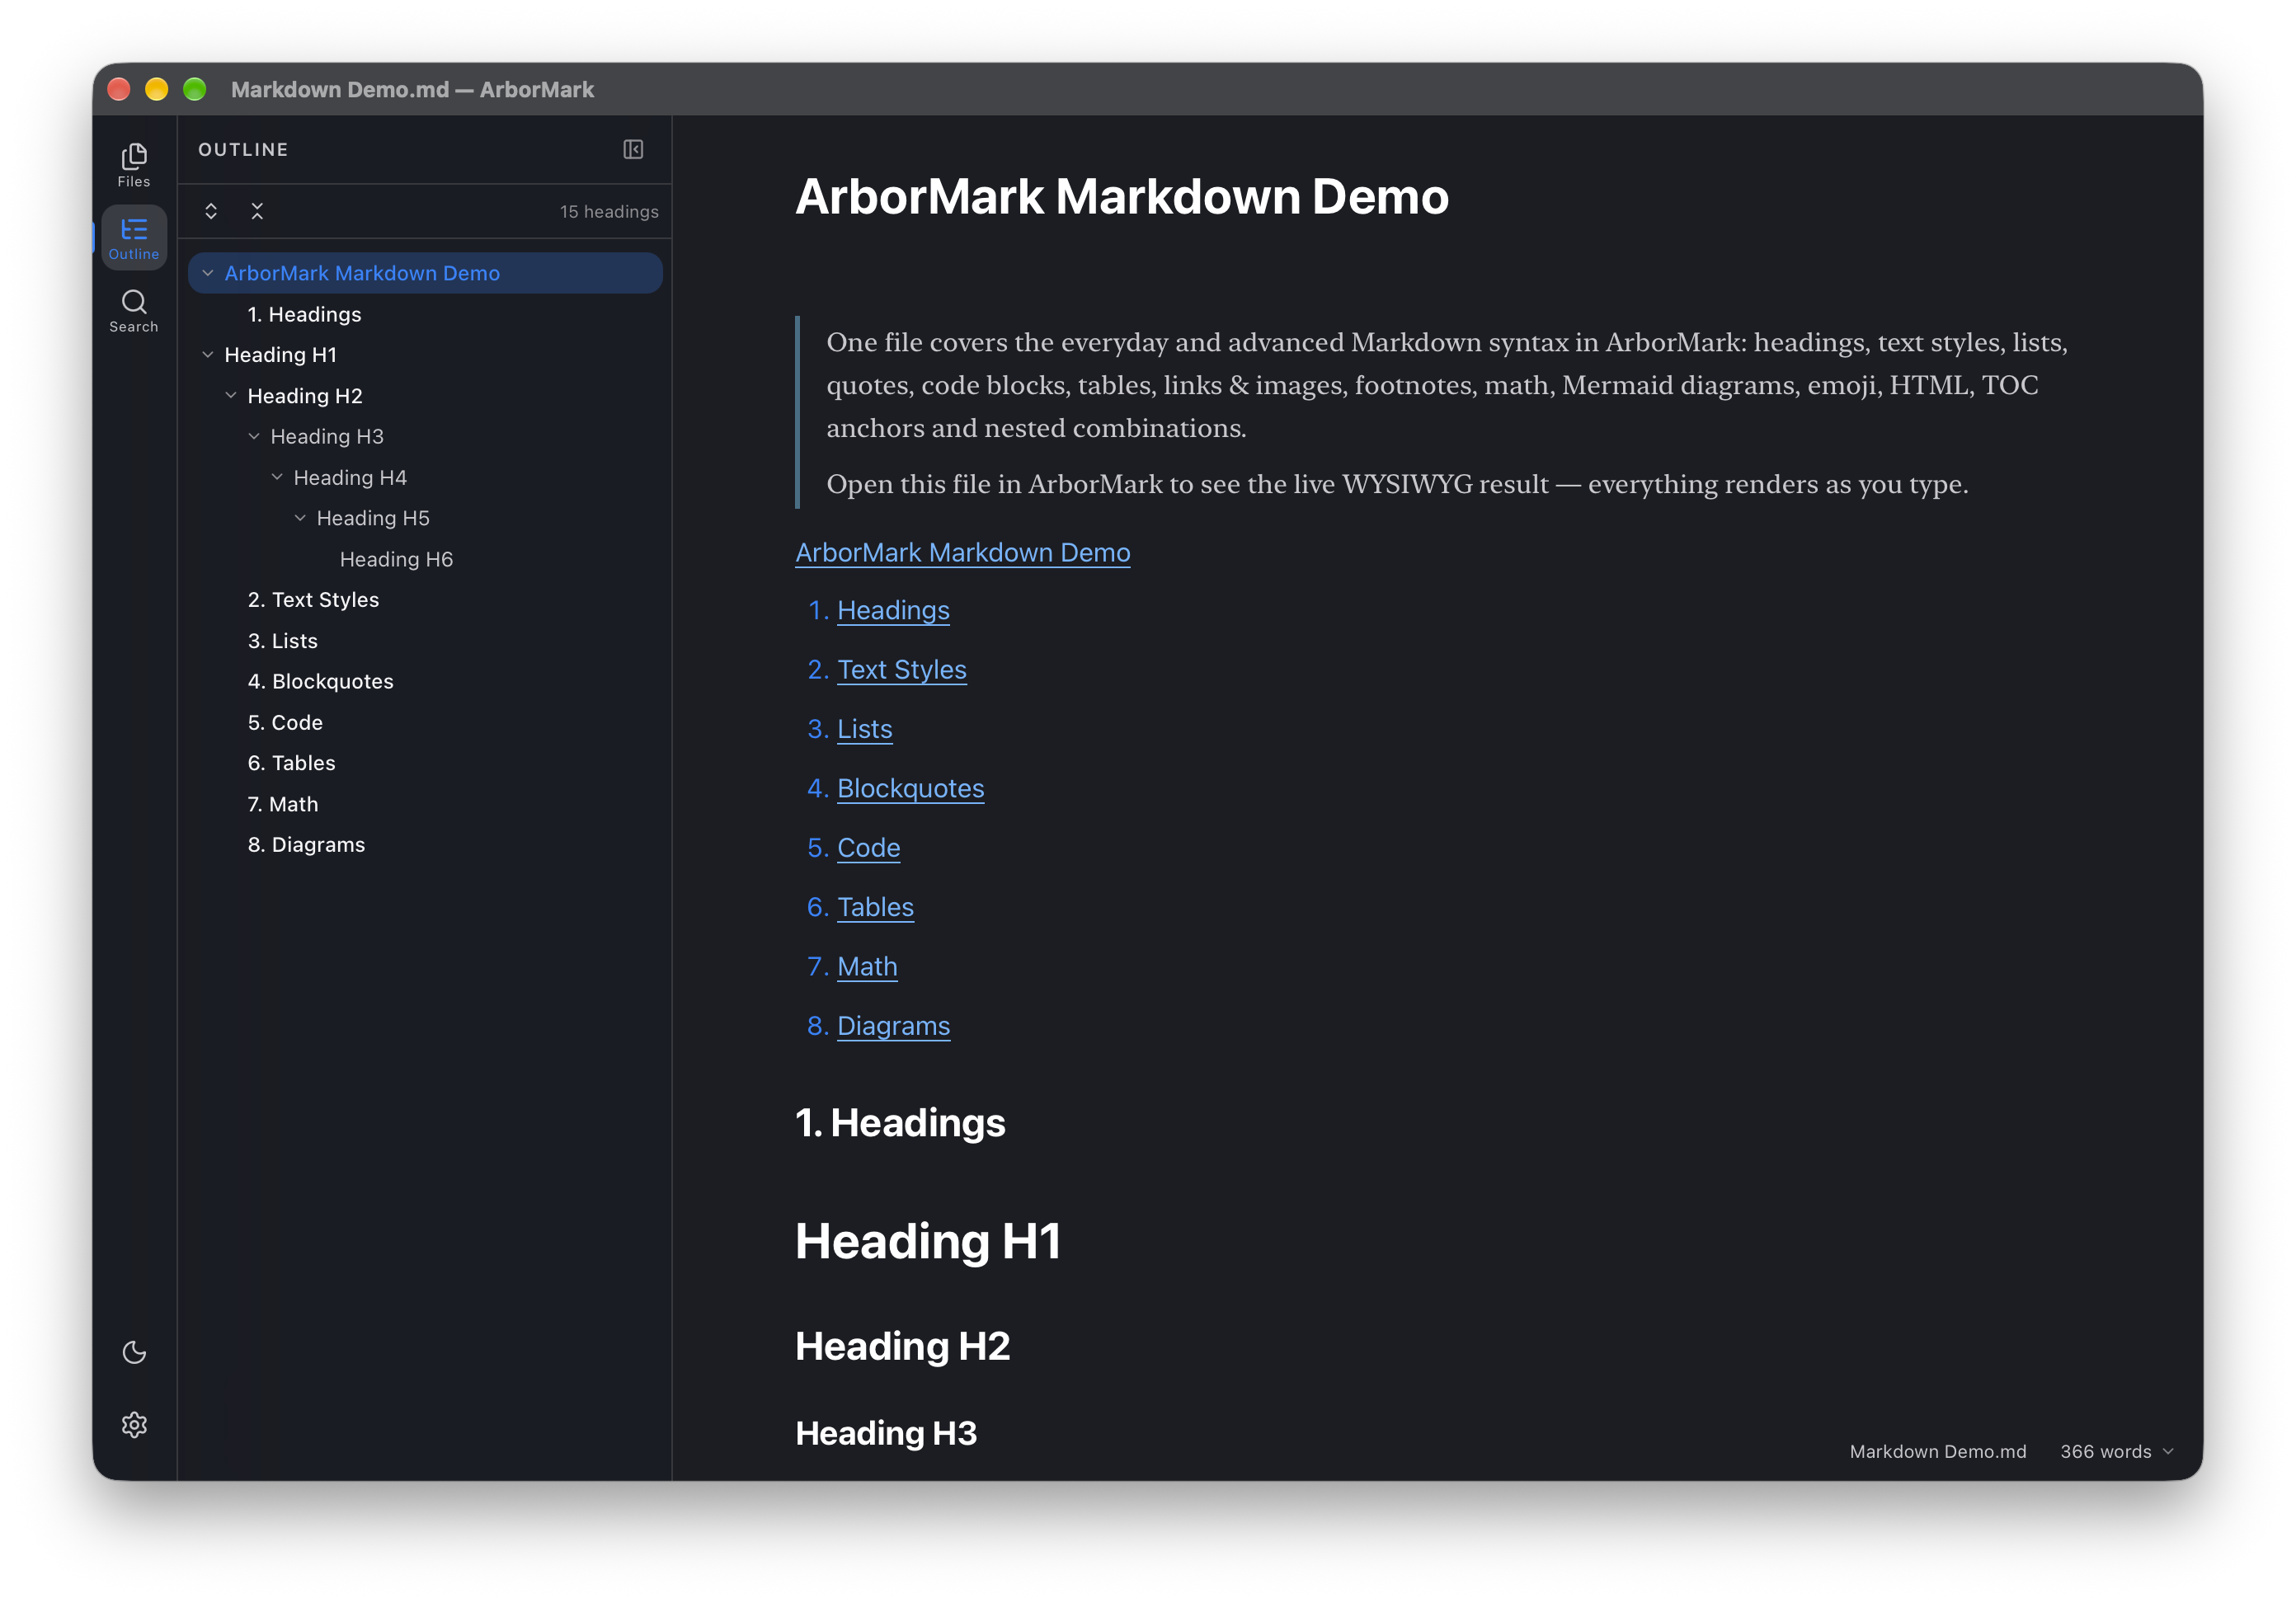 Markdown Demo.md — ArborMark
Files
Outline
Search
OUTLINE
15 headings
ArborMark Markdown Demo
1. Headings
Heading H1
Heading H2
Heading H3
Heading H4
Heading H5
Heading H6
2. Text Styles
3. Lists
4. Blockquotes
5. Code
6. Tables
7. Math
8. Diagrams
ArborMark Markdown Demo
One file covers the everyday and advanced Markdown syntax in ArborMark: headings, text styles, lists,
quotes, code blocks, tables, links & images, footnotes, math, Mermaid diagrams, emoji, HTML, TOC
anchors and nested combinations.
Open this file in ArborMark to see the live WYSIWYG result — everything renders as you type.
ArborMark Markdown Demo
1. Headings
2. Text Styles
3. Lists
4. Blockquotes
5. Code
6. Tables
7. Math
8. Diagrams
1. Headings
Heading H1
Heading H2
Heading H3
Markdown Demo.md 366 words